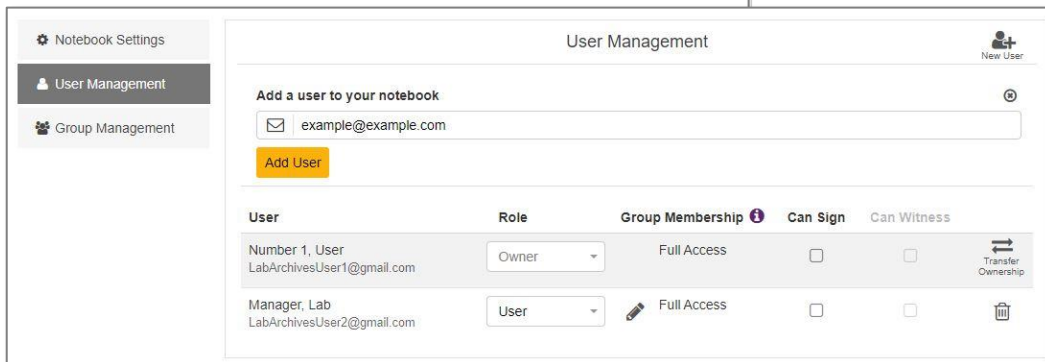 Notebook Settings
User Management
Group Management
User Management
New User
Add a user to your notebook
example@example.com
Add User
User Role Group Membership Can Sign Can Witness
Number 1, User Owner Full Access
LabArchivesUser1@gmail.com
Transfer
Ownership
Manager, Lab User Full Access
LabArchivesUser2@gmail.com